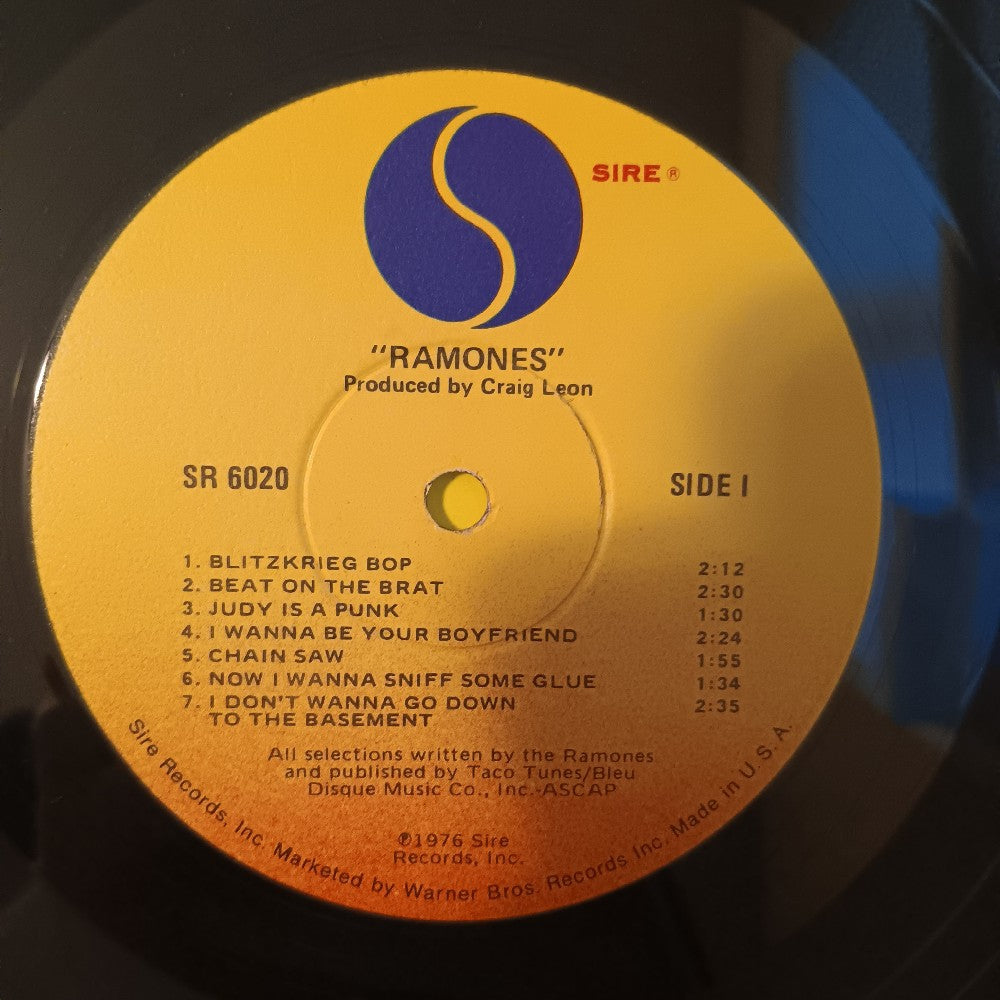 SIRE ®
"RAMONES"
Produced by Craig Leon
SR 6020
SIDE I
1. BLITZKRIEG BOP 2:12
2. BEAT ON THE BRAT 2:30
3. JUDY IS A PUNK 1:30
4. I WANNA BE YOUR BOYFRIEND 2:24
5. CHAIN SAW 1:55
6. NOW I WANNA SNIFF SOME GLUE 1:34
7. I DON'T WANNA GO DOWN 2:35
TO THE BASEMENT
All selections written by the Ramones
and published by Taco Tunes/Bleu
Disque Music Co., Inc.-ASCAP
℗1976 Sire
Records, Inc.
Sire Records, Inc. Marketed by Warner Bros. Records Inc. Made in U.S.A.